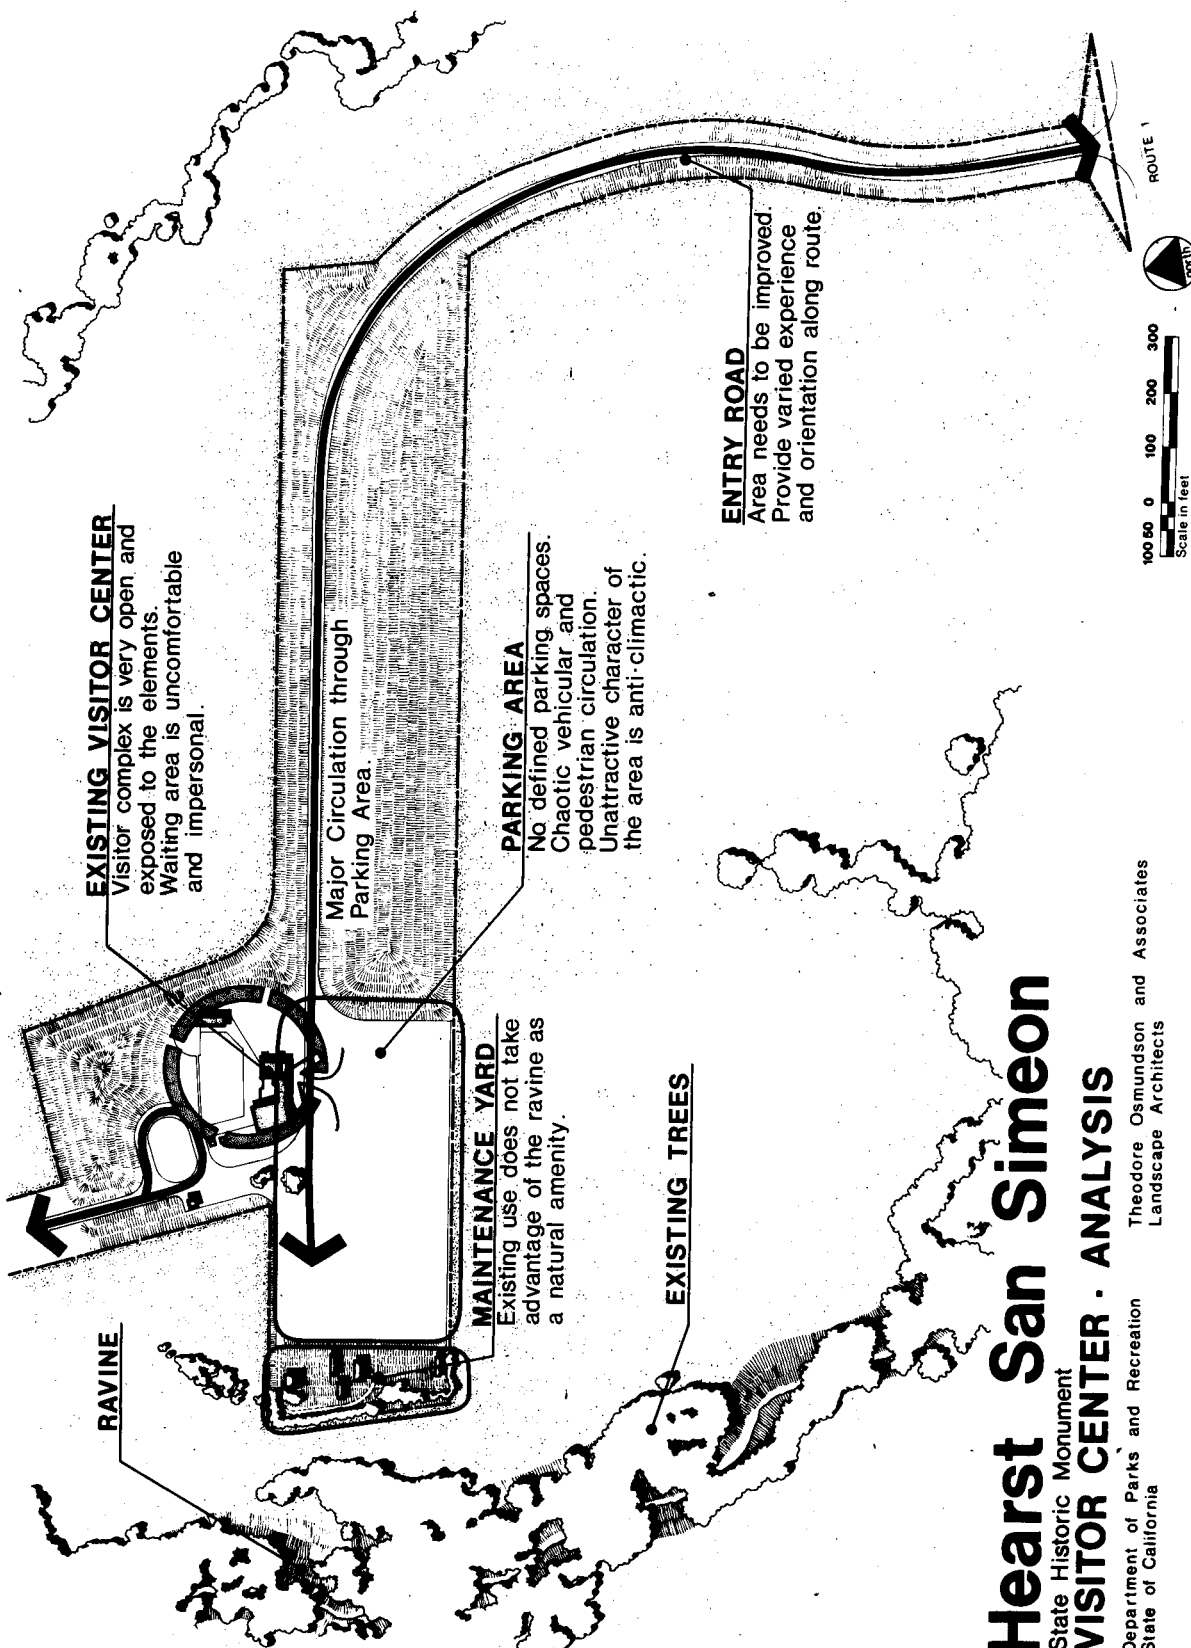 RAVINE
EXISTING VISITOR CENTER
Visitor complex is very open and
exposed to the elements.
Waiting area is uncomfortable
and impersonal.
Major Circulation through
Parking Area.
MAINTENANCE YARD
Existing use does not take
advantage of the ravine as
a natural amenity.
PARKING AREA
No defined parking spaces.
Chaotic vehicular and
pedestrian circulation.
Unattractive character of
the area is anti-climactic.
EXISTING TREES
ENTRY ROAD
Area needs to be improved.
Provide varied experience
and orientation along route.
ROUTE 1
north
100 50 0 100 200 300
Scale in feet
Hearst San Simeon
State Historic Monument
VISITOR CENTER · ANALYSIS
Department of Parks and Recreation
State of California
Theodore Osmundson and Associates
Landscape Architects